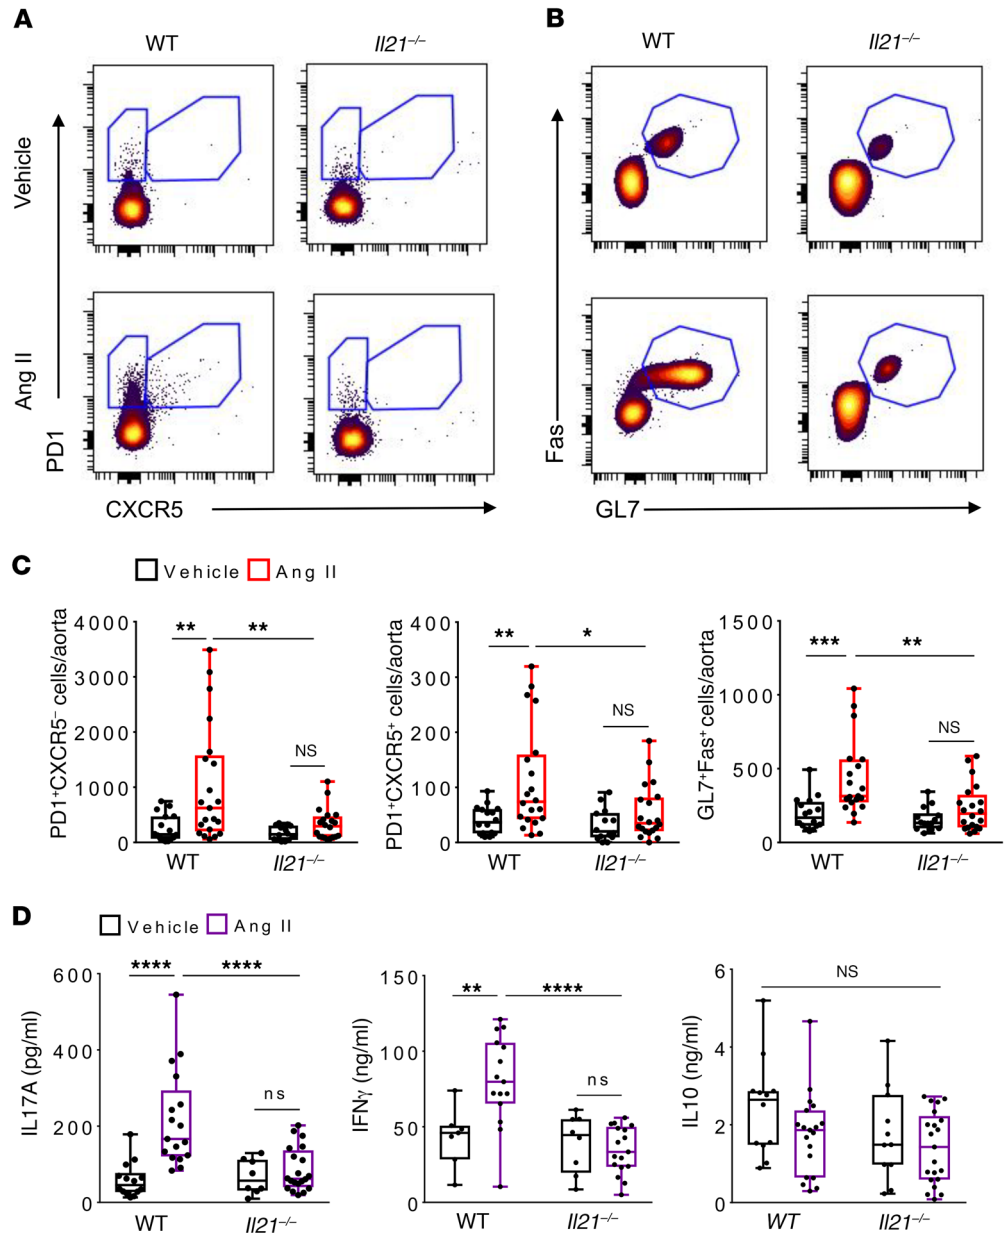 A
WT
Il21−/−
B
WT
Il21−/−
Vehicle
Ang II
PD1
CXCR5
Fas
GL7
C
Vehicle
Ang II
PD1+CXCR5− cells/aorta
4000
3000
2000
1000
0
**
**
NS
WT
Il21−/−
PD1+CXCR5+ cells/aorta
400
300
200
100
0
**
*
NS
WT
Il21−/−
GL7+Fas+ cells/aorta
1500
1000
500
0
***
**
NS
WT
Il21−/−
D
Vehicle
Ang II
IL17A (pg/ml)
600
400
200
0
****
****
ns
WT
Il21−/−
IFNγ (ng/ml)
150
100
50
0
**
****
ns
WT
Il21−/−
IL10 (ng/ml)
6
4
2
0
NS
WT
Il21−/−